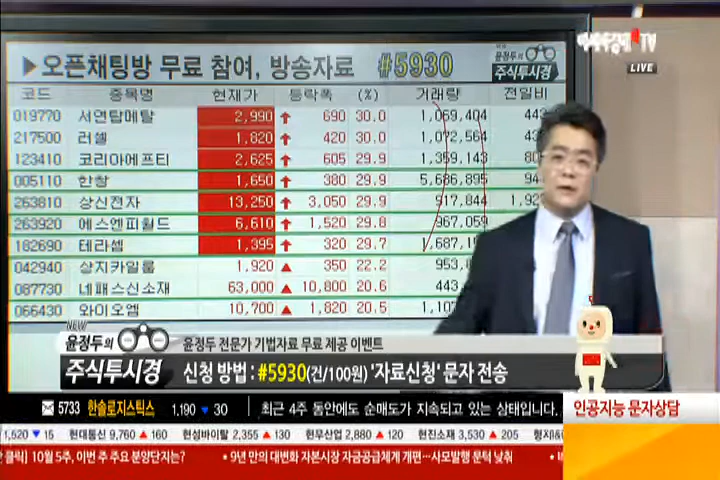 ▶오픈채팅방 무료 참여, 방송자료 #5930
윤정두의
주식투시경
TV
LIVE
코드 종목명 현재가 등락폭 (%) 거래량 전일비
019770 서연탑메탈 2,990 ⬆ 690 30.0 1,069,404 443
217500 러셀 1,820 ⬆ 420 30.0 1,072,564
123410 코리아에프티 2,625 ⬆ 605 29.9 1,359,143
005110 한창 1,650 ⬆ 380 29.9 5,686,895
263810 상신전자 13,250 ⬆ 3,050 29.9 517,844
263920 에스엔피월드 6,610 ⬆ 1,520 29.8 967,059
182690 테라셈 1,395 ⬆ 320 29.7
042940 상지카일룸 1,920 ▲ 350 22.2
087730 네패스신소재 63,000 ▲ 10,800 20.6
066430 와이오엠 10,700 ▲ 1,820 20.5
NEW
윤정두의
주식투시경
윤정두 전문가 기법자료 무료 제공 이벤트
신청 방법 : #5930(건/100원) '자료신청' 문자 전송
5733 한솔로지스틱스 1,190 ▼ 30 최근 4주 동안에도 순매도가 지속되고 있는 상태입니다.
인공지능 문자상담
1,520 ▼ 15 현대통신 9,760 ▲ 160 현성바이탈 2,355 ▲ 130 현우산업 2,880 ▲ 120 현진소재 3,530 ▲ 205
클릭] 10월 5주, 이번 주 주요 분양단지는? • 9년 만의 대변화 자본시장 자금공급체계 개편…사모발행 문턱 낮춰